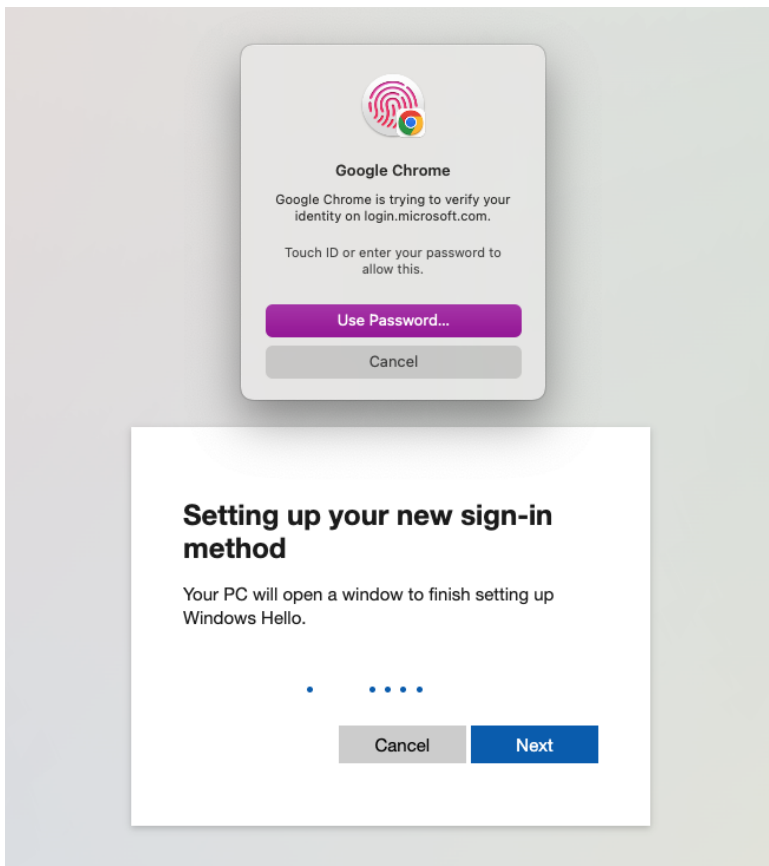 Google Chrome
Google Chrome is trying to verify your
identity on login.microsoft.com.
Touch ID or enter your password to
allow this.
Use Password...
Cancel
Setting up your new sign-in
method
Your PC will open a window to finish setting up
Windows Hello.
Cancel
Next